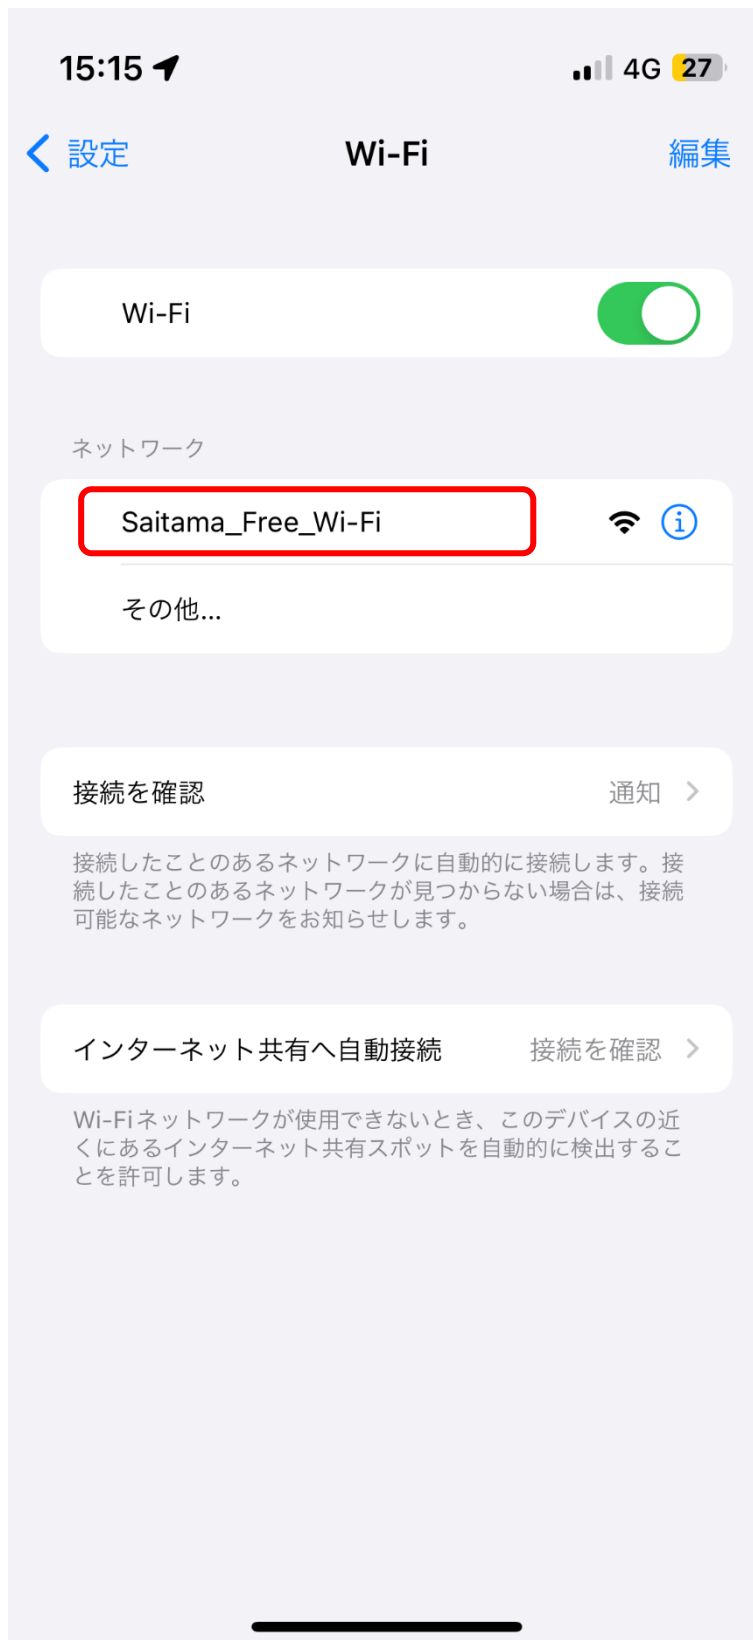 15:15 4G 27
設定 Wi-Fi 編集
Wi-Fi
ネットワーク
Saitama_Free_Wi-Fi
その他...
接続を確認 通知
接続したことのあるネットワークに自動的に接続します。接
続したことのあるネットワークが見つからない場合は、接続
可能なネットワークをお知らせします。
インターネット共有へ自動接続 接続を確認
Wi-Fiネットワークが使用できないとき、このデバイスの近
くにあるインターネット共有スポットを自動的に検出するこ
とを許可します。